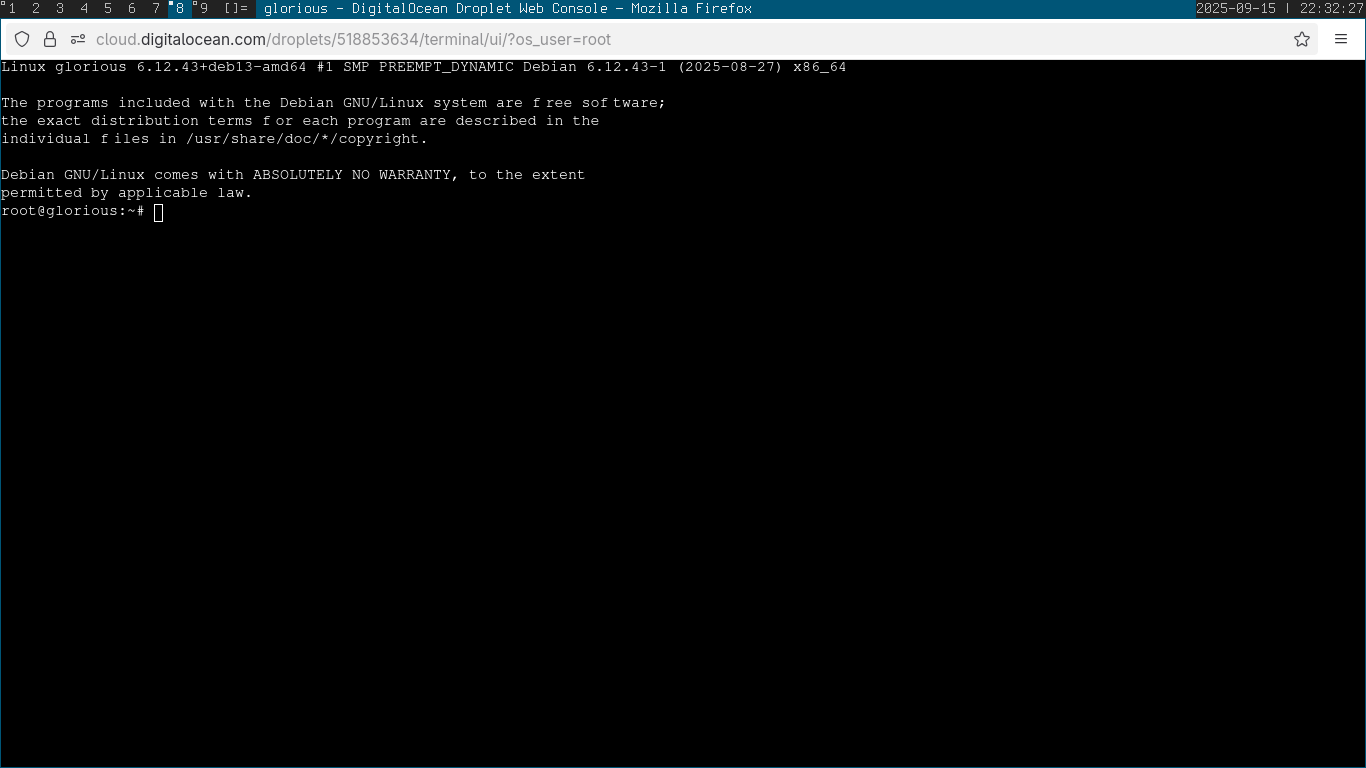 1 2 3 4 5 6 7 8 9 []= glorious - DigitalOcean Droplet Web Console — Mozilla Firefox 2025-09-15 | 22:32:27
cloud.digitalocean.com/droplets/518853634/terminal/ui/?os_user=root
Linux glorious 6.12.43+deb13-amd64 #1 SMP PREEMPT_DYNAMIC Debian 6.12.43-1 (2025-08-27) x86_64
The programs included with the Debian GNU/Linux system are free software;
the exact distribution terms for each program are described in the
individual files in /usr/share/doc/*/copyright.
Debian GNU/Linux comes with ABSOLUTELY NO WARRANTY, to the extent
permitted by applicable law.
root@glorious:~#